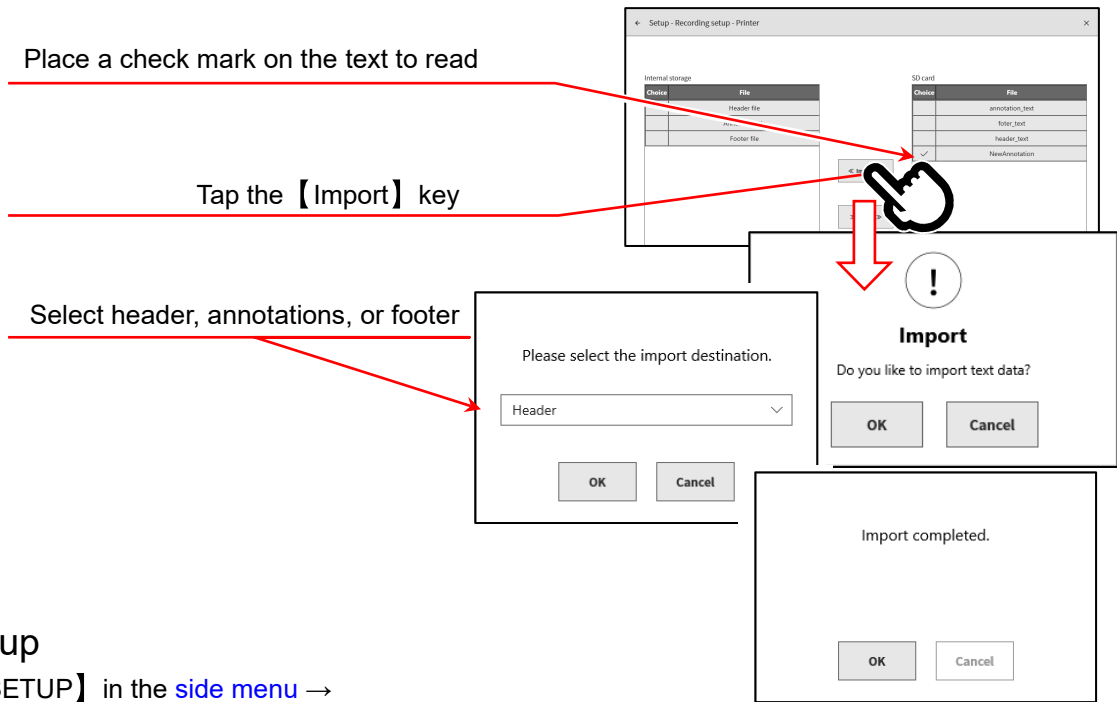 ← Setup - Recording setup - Printer ×
Place a check mark on the text to read
Internal storage
Choice File
Header file
Footer file
SD card
Choice File
annotation_text
foter_text
header_text
✓ NewAnnotation
Tap the【Import】key
Select header, annotations, or footer
!
Import
Do you like to import text data?
OK Cancel
Please select the import destination.
Header
OK Cancel
Import completed.
OK Cancel
up
SETUP】in the side menu →